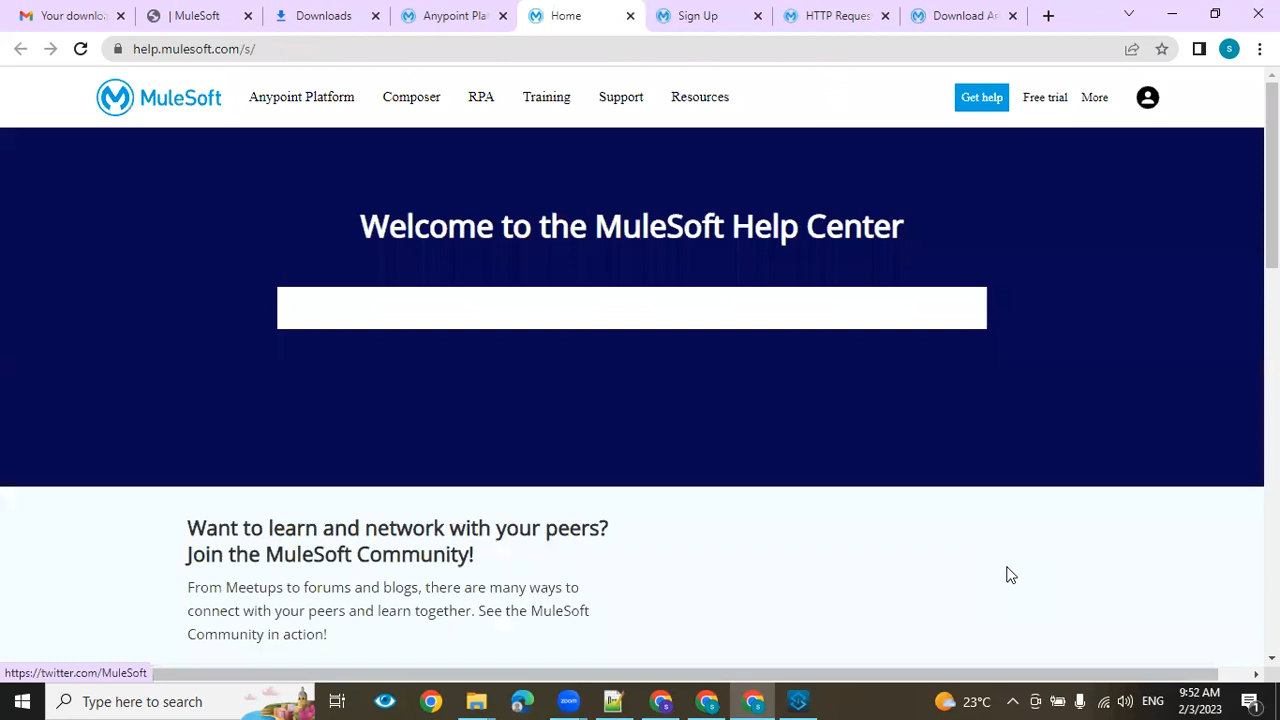 Your downlo
| MuleSoft
Downloads
Anypoint Pla
Home
Sign Up
HTTP Reques
Download An
help.mulesoft.com/s/
S
MuleSoft
Anypoint Platform
Composer
RPA
Training
Support
Resources
Get help
Free trial
More
Welcome to the MuleSoft Help Center
Want to learn and network with your peers?
Join the MuleSoft Community!
From Meetups to forums and blogs, there are many ways to
connect with your peers and learn together. See the MuleSoft
Community in action!
https://twitter.com/MuleSoft
Type here to search
zoom
23°C
ENG
9:52 AM
2/3/2023
1